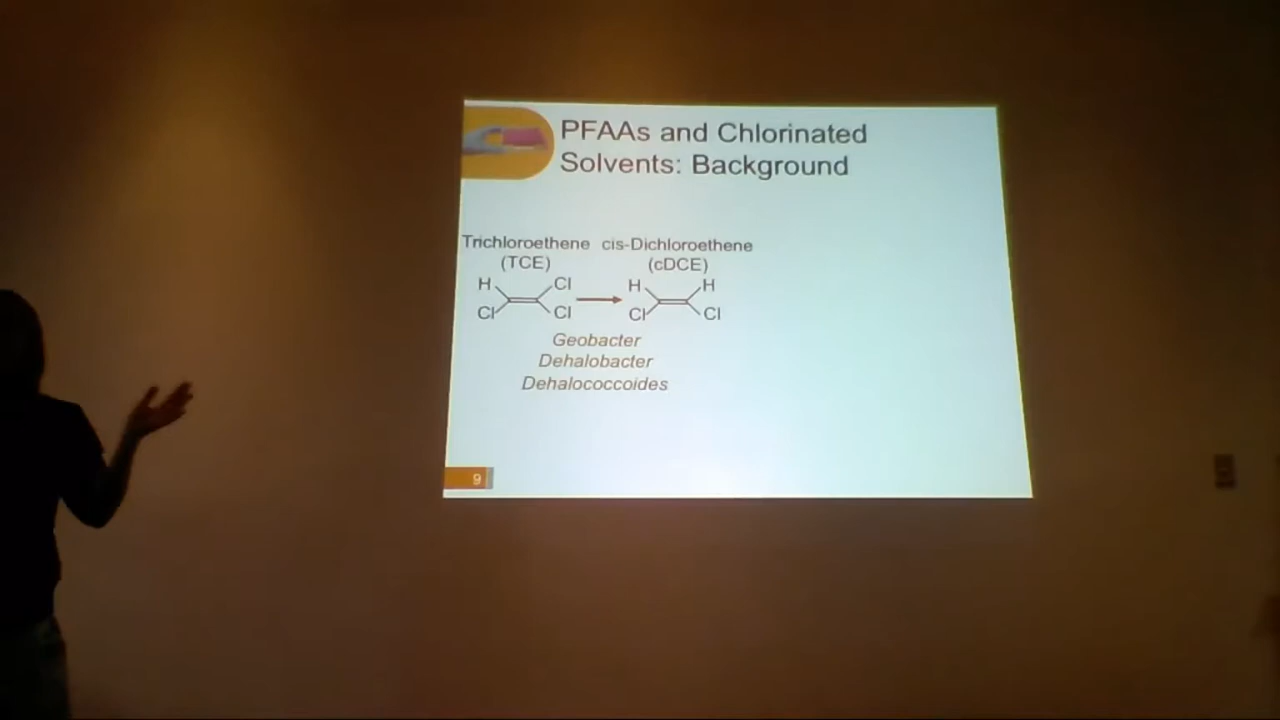 PFAAs and Chlorinated
Solvents: Background
Trichloroethene cis-Dichloroethene
(TCE) (cDCE)
H Cl H H
Cl Cl Cl Cl
Geobacter
Dehalobacter
Dehalococcoides
9